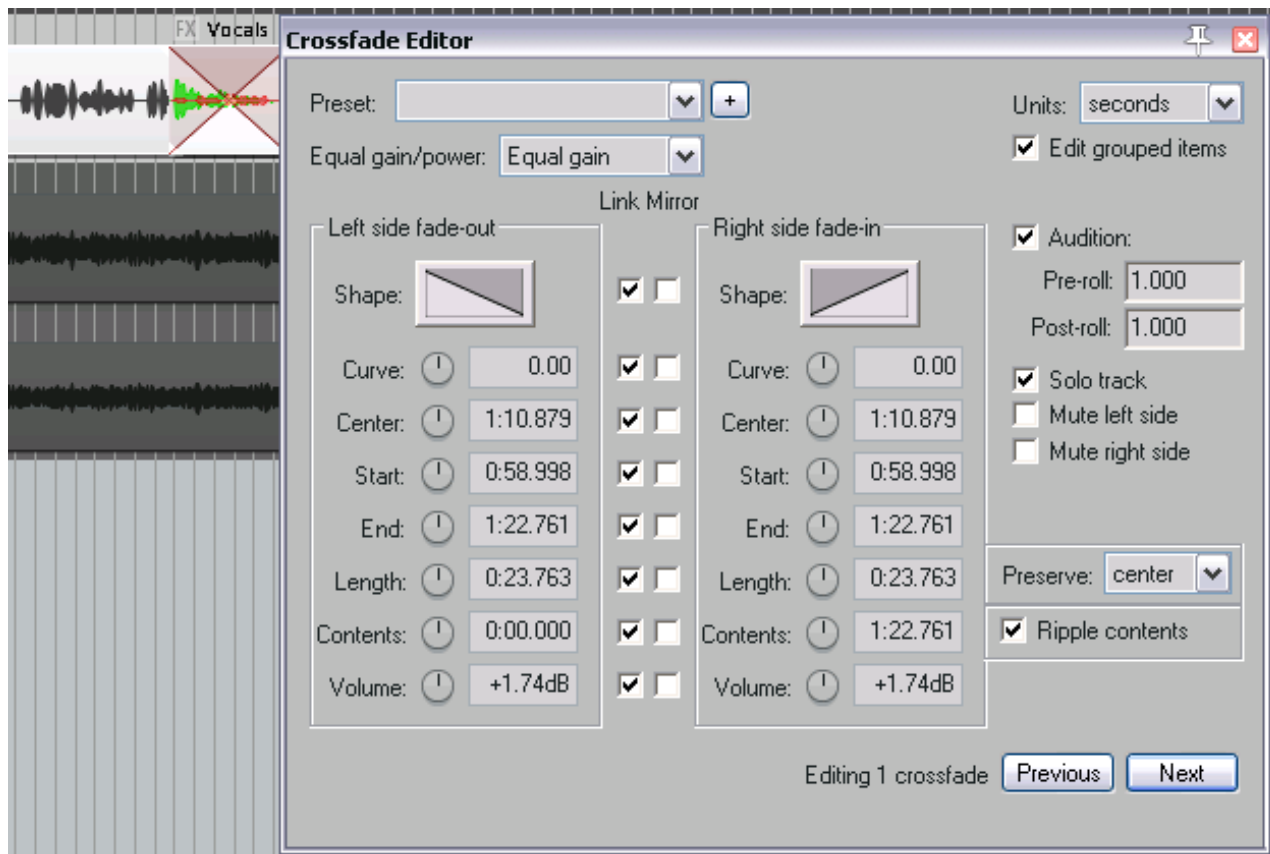 FX Vocals
Crossfade Editor
Preset:
+
Units: seconds
Equal gain/power: Equal gain
Edit grouped items
Link Mirror
Left side fade-out
Right side fade-in
Audition:
Shape:
Shape:
Pre-roll: 1.000
Post-roll: 1.000
Curve: 0.00
Curve: 0.00
Solo track
Center: 1:10.879
Center: 1:10.879
Mute left side
Mute right side
Start: 0:58.998
Start: 0:58.998
End: 1:22.761
End: 1:22.761
Length: 0:23.763
Length: 0:23.763
Preserve: center
Contents: 0:00.000
Contents: 1:22.761
Ripple contents
Volume: +1.74dB
Volume: +1.74dB
Editing 1 crossfade
Previous
Next